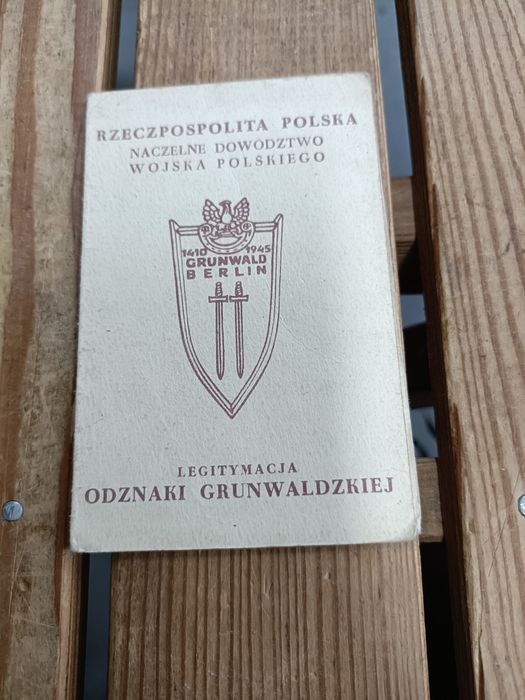 RZECZPOSPOLITA POLSKA
NACZELNE DOWÓDZTWO
WOJSKA POLSKIEGO
1410 1945
GRUNWALD
BERLIN
LEGITYMACJA
ODZNAKI GRUNWALDZKIEJ